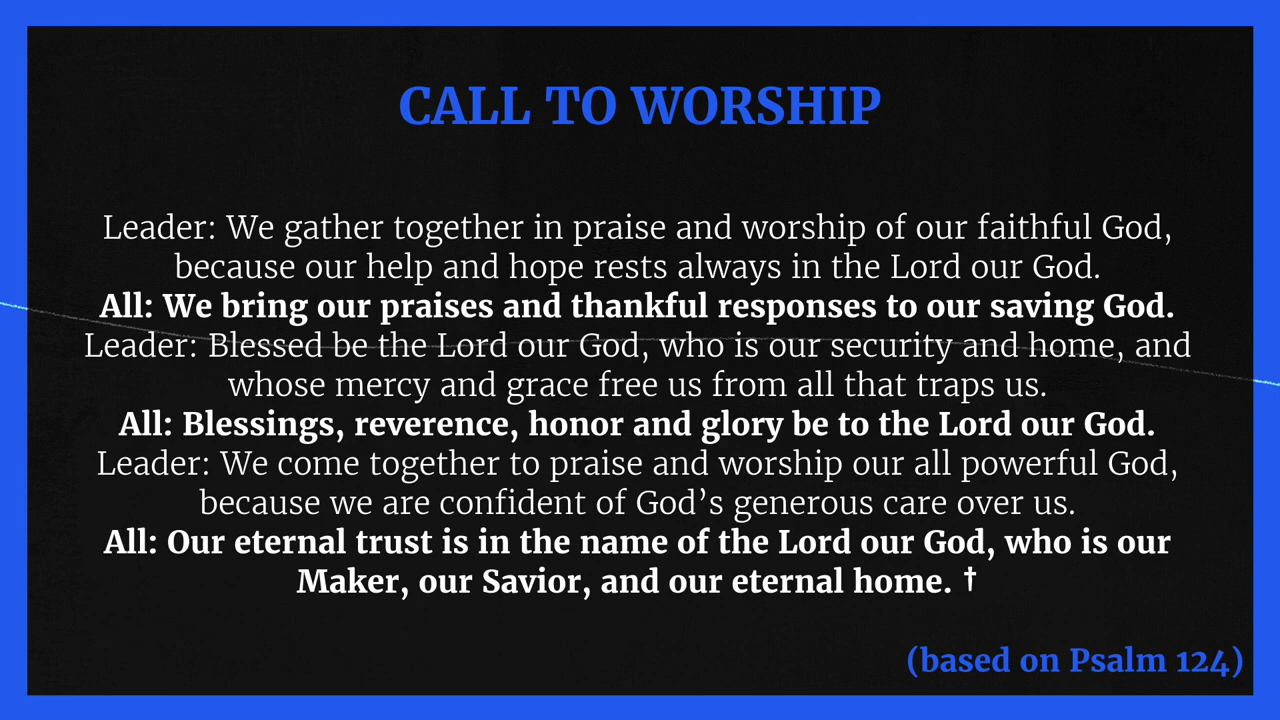 CALL TO WORSHIP
Leader: We gather together in praise and worship of our faithful God,
because our help and hope rests always in the Lord our God.
All: We bring our praises and thankful responses to our saving God.
Leader: Blessed be the Lord our God, who is our security and home, and
whose mercy and grace free us from all that traps us.
All: Blessings, reverence, honor and glory be to the Lord our God.
Leader: We come together to praise and worship our all powerful God,
because we are confident of God’s generous care over us.
All: Our eternal trust is in the name of the Lord our God, who is our
Maker, our Savior, and our eternal home. †
(based on Psalm 124)